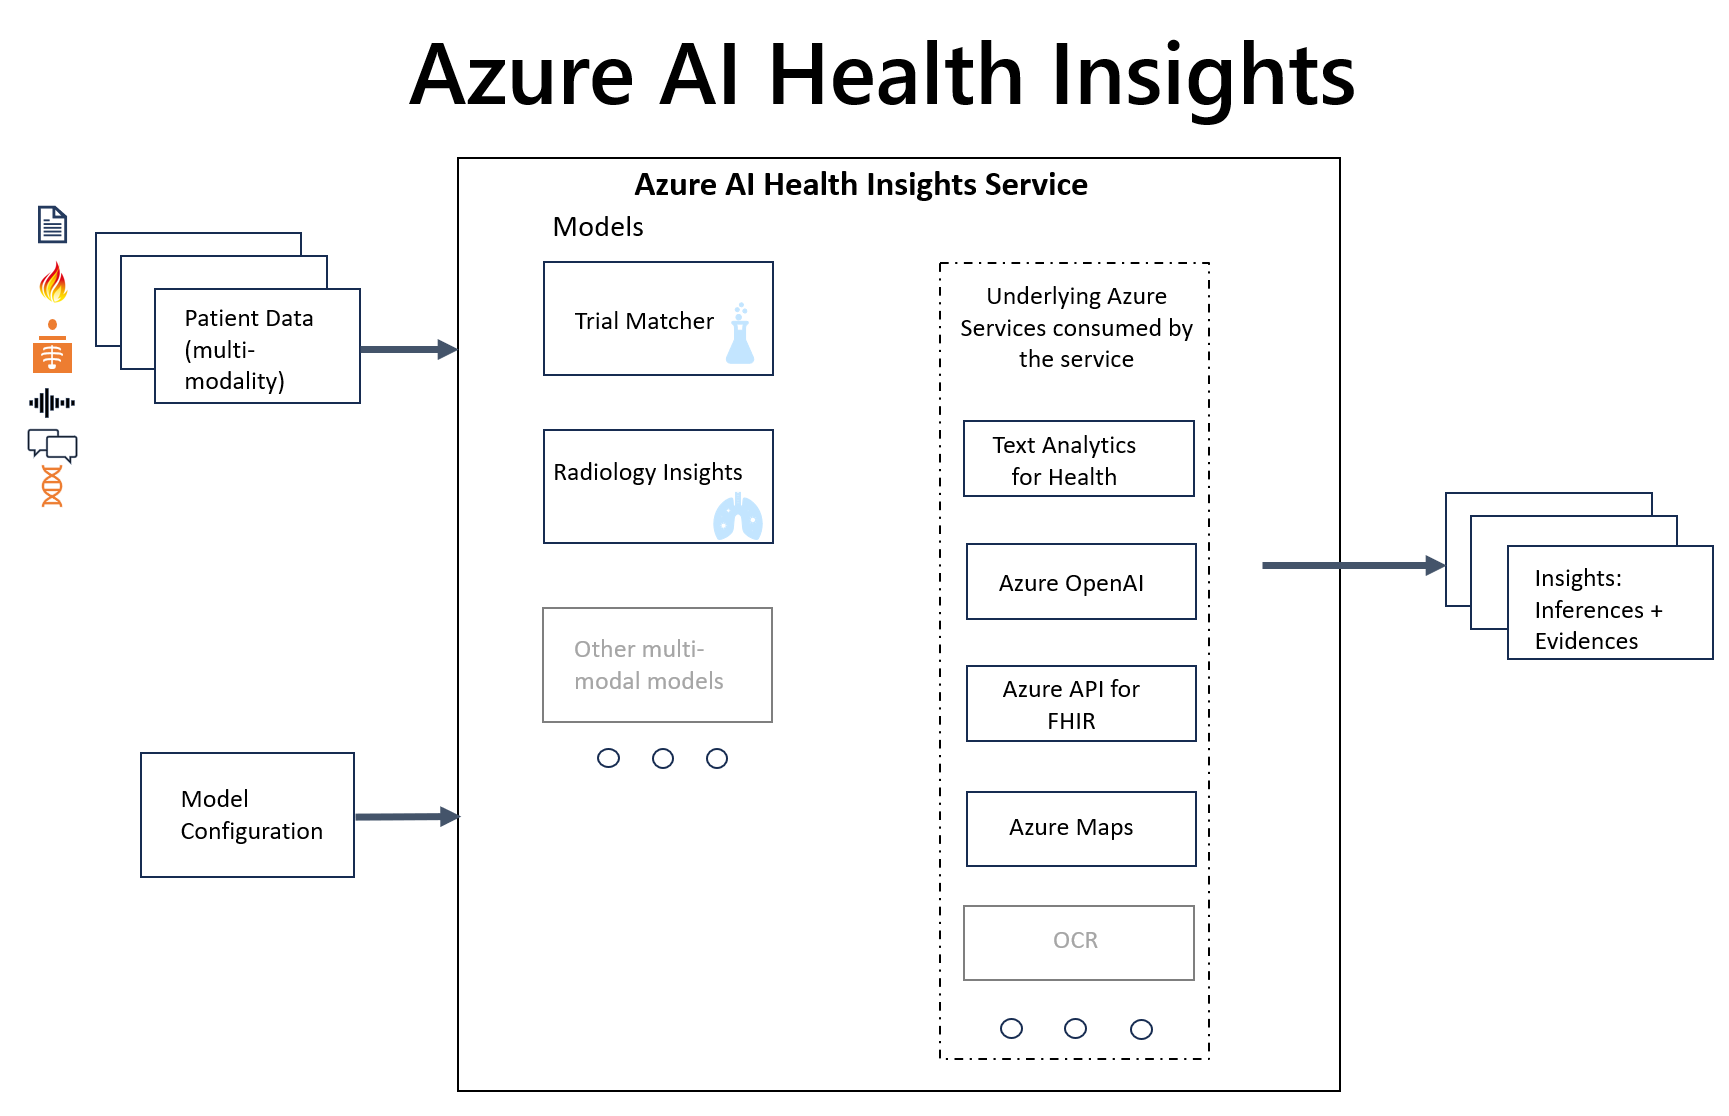 Azure AI Health Insights
Azure AI Health Insights Service
Models
Patient Data
(multi-
modality)
Model
Configuration
Trial Matcher
Radiology Insights
Other multi-
modal models
Underlying Azure
Services consumed by
the service
Text Analytics
for Health
Azure OpenAI
Azure API for
FHIR
Azure Maps
OCR
Insights:
Inferences +
Evidences